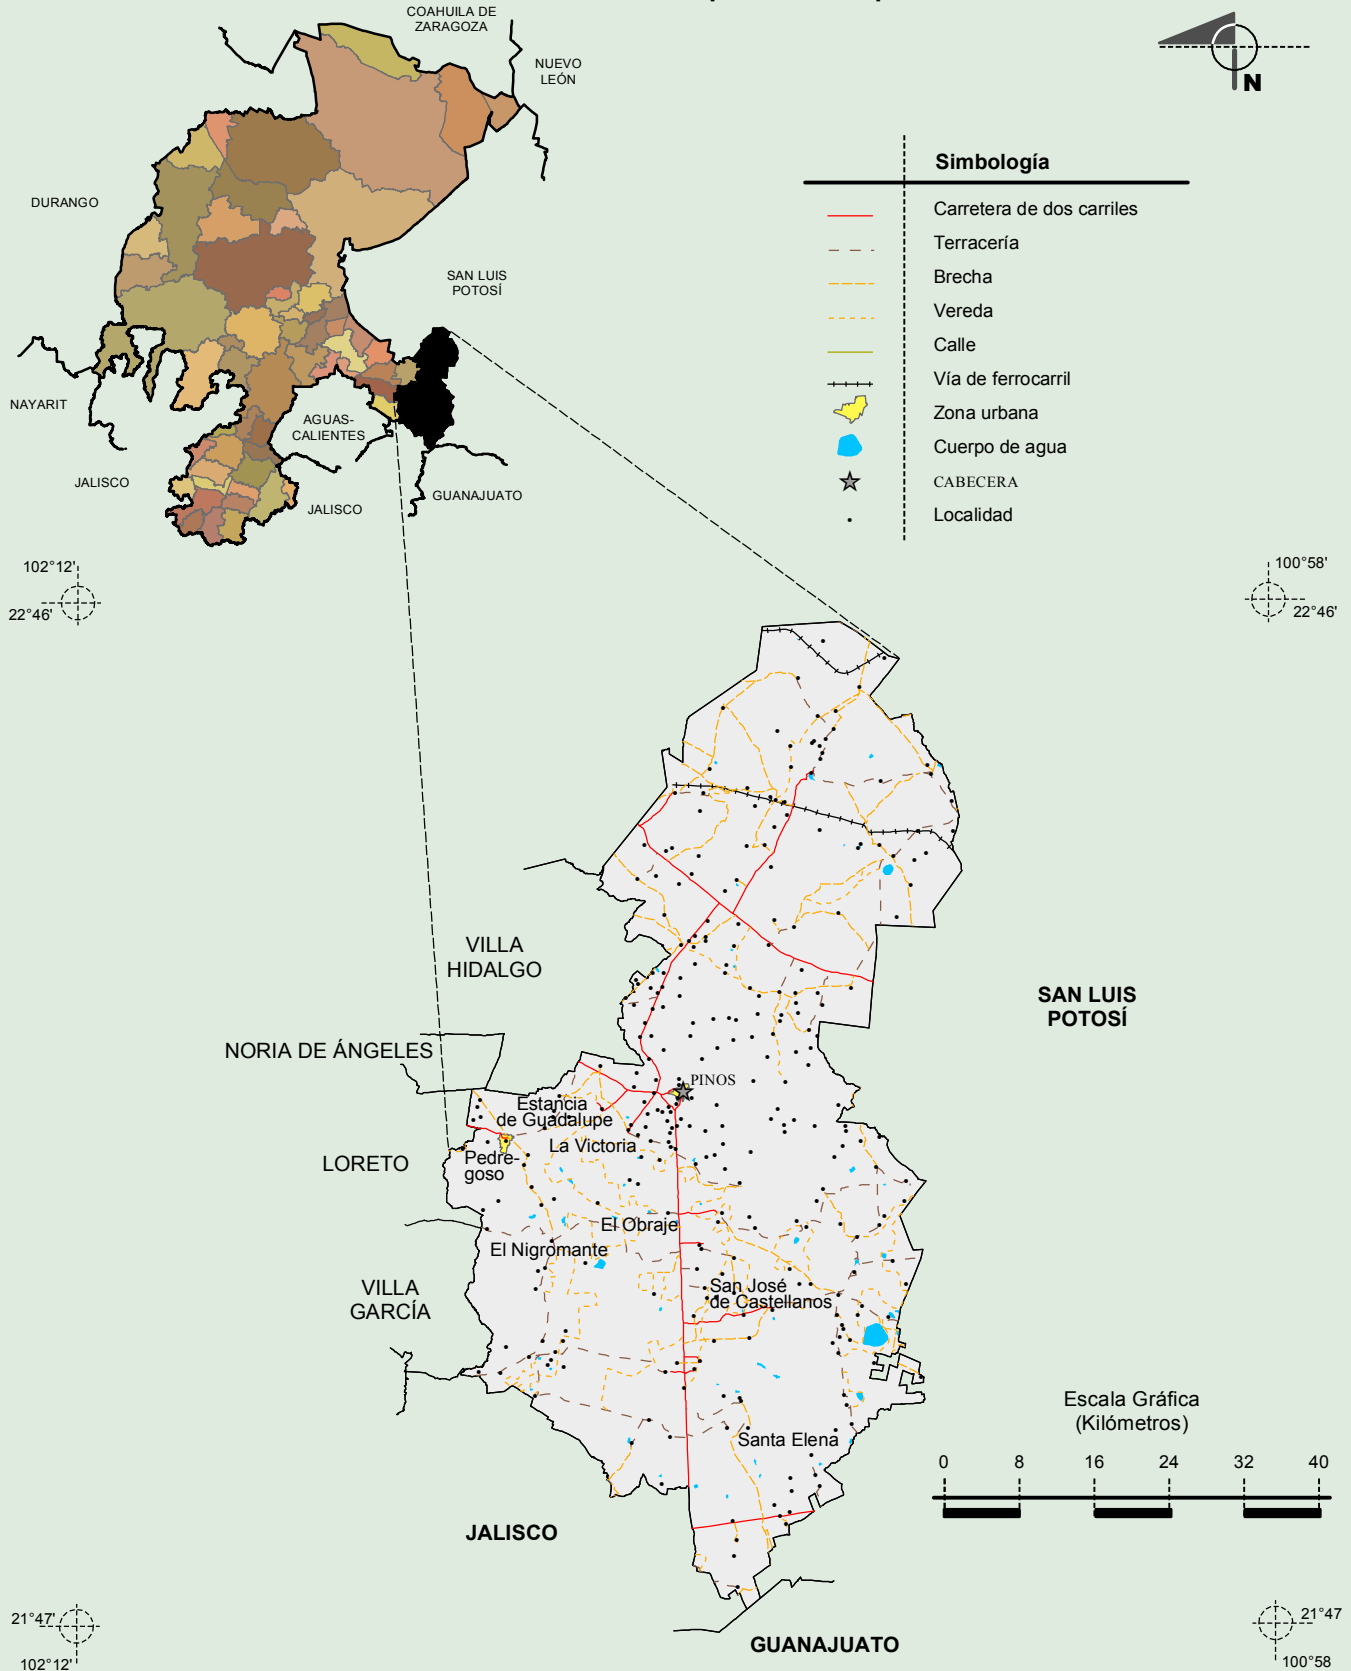 COAHUILA DE
ZARAGOZA
NUEVO
LEÓN
N
DURANGO
SAN LUIS
POTOSÍ
NAYARIT
AGUAS-
CALIENTES
JALISCO
JALISCO
GUANAJUATO
Simbología
Carretera de dos carriles
Terracería
Brecha
Vereda
Calle
Vía de ferrocarril
Zona urbana
Cuerpo de agua
CABECERA
Localidad
102°12'
22°46'
100°58'
22°46'
VILLA
HIDALGO
SAN LUIS
POTOSÍ
NORIA DE ÁNGELES
PINOS
Estancia
de Guadalupe
La Victoria
LORETO
Pedre-
goso
El Obraje
El Nigromante
VILLA
GARCÍA
San José
de Castellanos
Santa Elena
Escala Gráfica
(Kilómetros)
0 8 16 24 32 40
JALISCO
GUANAJUATO
21°47'
102°12'
21°47
100°58